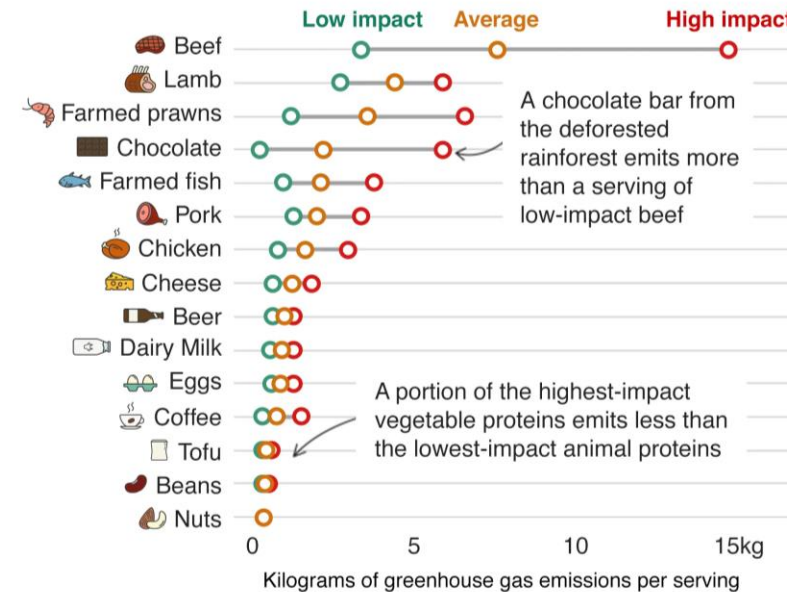 Low impact Average High impact
Beef
Lamb
Farmed prawns
Chocolate
Farmed fish
Pork
Chicken
Cheese
Beer
Dairy Milk
Eggs
Coffee
Tofu
Beans
Nuts
A chocolate bar from
the deforested
rainforest emits more
than a serving of
low-impact beef
A portion of the highest-impact
vegetable proteins emits less than
the lowest-impact animal proteins
0 5 10 15kg
Kilograms of greenhouse gas emissions per serving